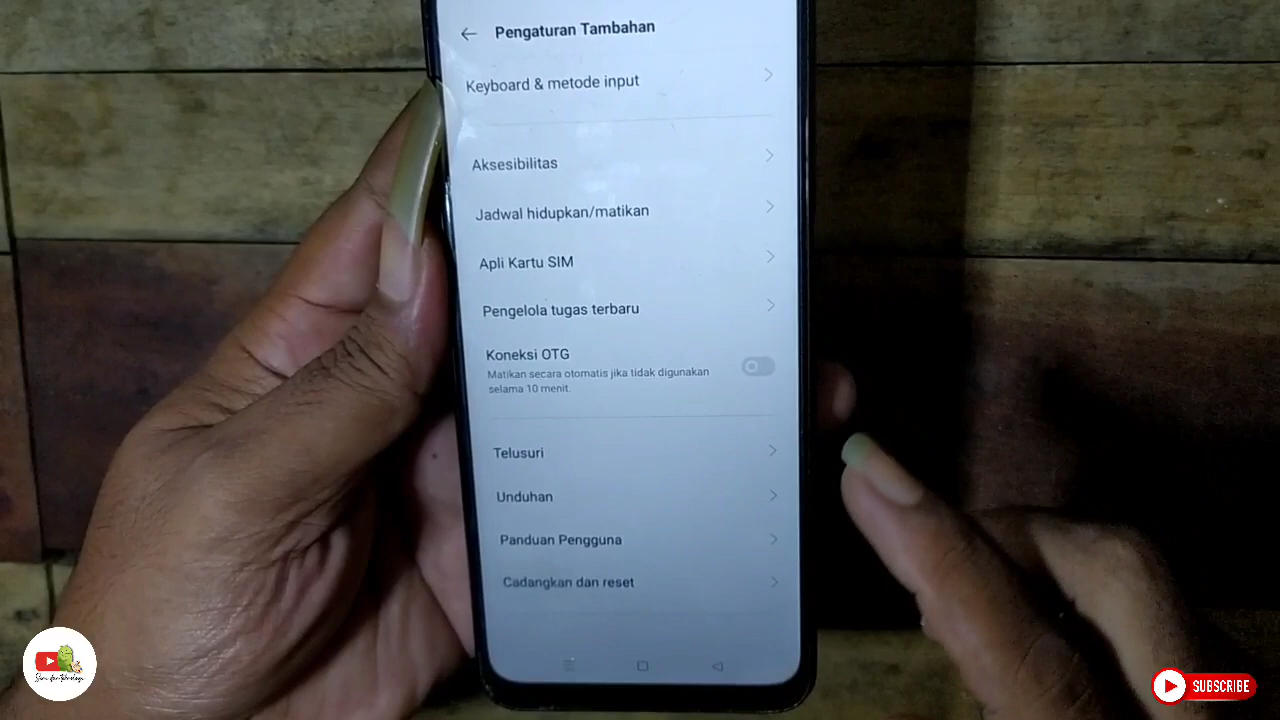 Pengaturan Tambahan
Keyboard & metode input
Aksesibilitas
Jadwal hidupkan/matikan
Apli Kartu SIM
Pengelola tugas terbaru
Koneksi OTG
Matikan secara otomatis jika tidak digunakan
selama 10 menit.
Telusuri
Unduhan
Panduan Pengguna
Cadangkan dan reset
SUBSCRIBE